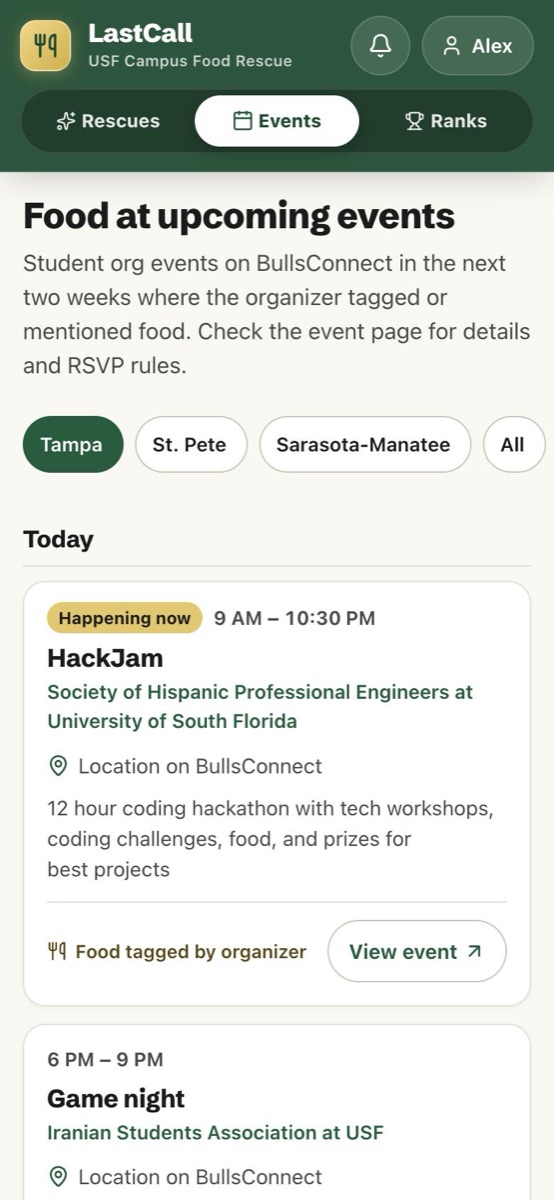 LastCall
USF Campus Food Rescue
Alex
Rescues
Events
Ranks
Food at upcoming events
Student org events on BullsConnect in the next
two weeks where the organizer tagged or
mentioned food. Check the event page for details
and RSVP rules.
Tampa
St. Pete
Sarasota-Manatee
All
Today
Happening now 9 AM – 10:30 PM
HackJam
Society of Hispanic Professional Engineers at
University of South Florida
Location on BullsConnect
12 hour coding hackathon with tech workshops,
coding challenges, food, and prizes for
best projects
Food tagged by organizer
View event
6 PM – 9 PM
Game night
Iranian Students Association at USF
Location on BullsConnect